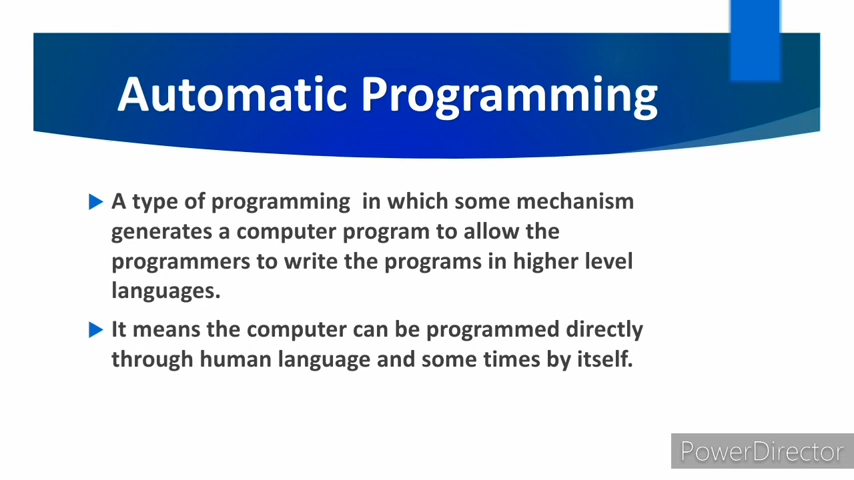 Automatic Programming
A type of programming in which some mechanism
generates a computer program to allow the
programmers to write the programs in higher level
languages.
It means the computer can be programmed directly
through human language and some times by itself.
PowerDirector